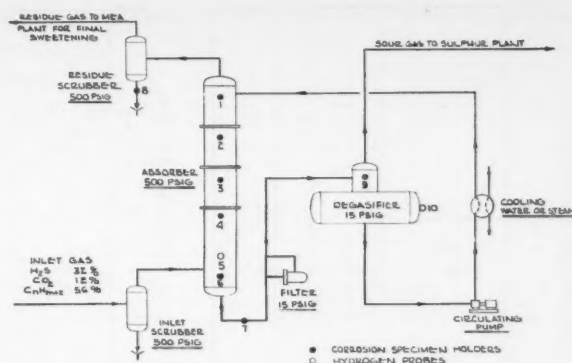 RESIDUE GAS TO MEA
PLANT FOR FINAL
SWEETENING
SOUR GAS TO SULPHUR PLANT
8
RESIDUE
SCRUBBER
500 PSIG
1
2
ABSORBER
500 PSIG
3
4
5
6
7
9
DEGASIFIER
15 PSIG
10
COOLING
WATER OR STEAM
INLET GAS
H₂S 32%
CO₂ 12%
56%
INLET
SCRUBBER
500 PSIG
FILTER
15 PSIG
CIRCULATING
PUMP
● CORROSION SPECIMEN HOLDERS
○ HYDROGEN PROBES